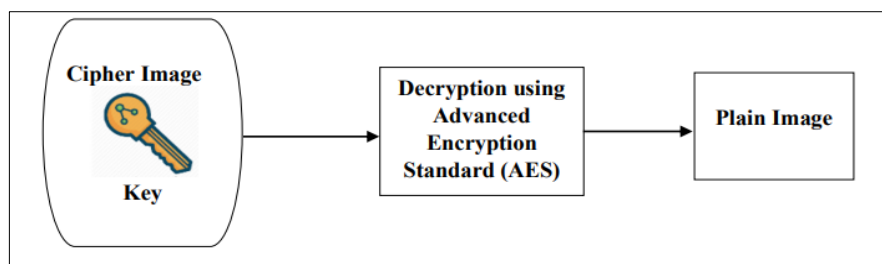 Cipher Image
Key
Decryption using
Advanced
Encryption
Standard (AES)
Plain Image